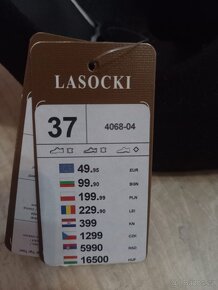 LASOCKI
37
4068-04
49.95 EUR
99.90 BGN
199.99 PLN
229.90 LEI
399 KN
1299 CZK
5990 RSD
16500 HUF